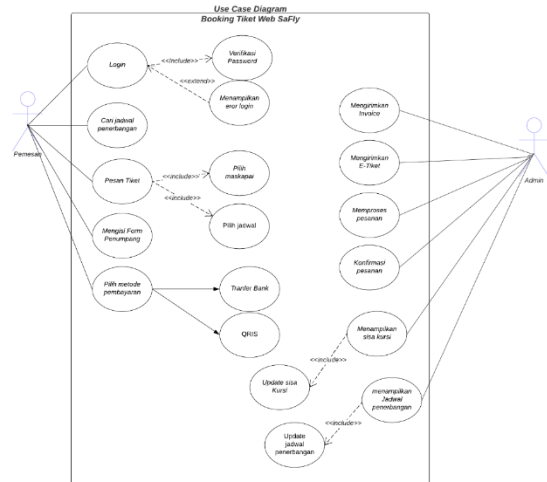 Use Case Diagram
Booking Tiket Web SaFly
Login
<<include>>
Verifikasi
Password
<<extend>>
Menampilkan
eror login
Pemesan
Cari jadwal
penerbangan
Pesan Tiket
<<include>>
Pilih
maskapai
<<include>>
Pilih jadwal
Mengisi Form
Penumpang
Pilih metode
pembayaran
Tranfer Bank
QRIS
Mengirimkan
Invoice
Mengirimkan
E-Tiket
Memproses
pesanan
Konfirmasi
pesanan
Admin
Menampilkan
sisa kursi
<<include>>
Update sisa
Kursi
menampilkan
Jadwal
penerbangan
<<include>>
Update
jadwal
penerbangan